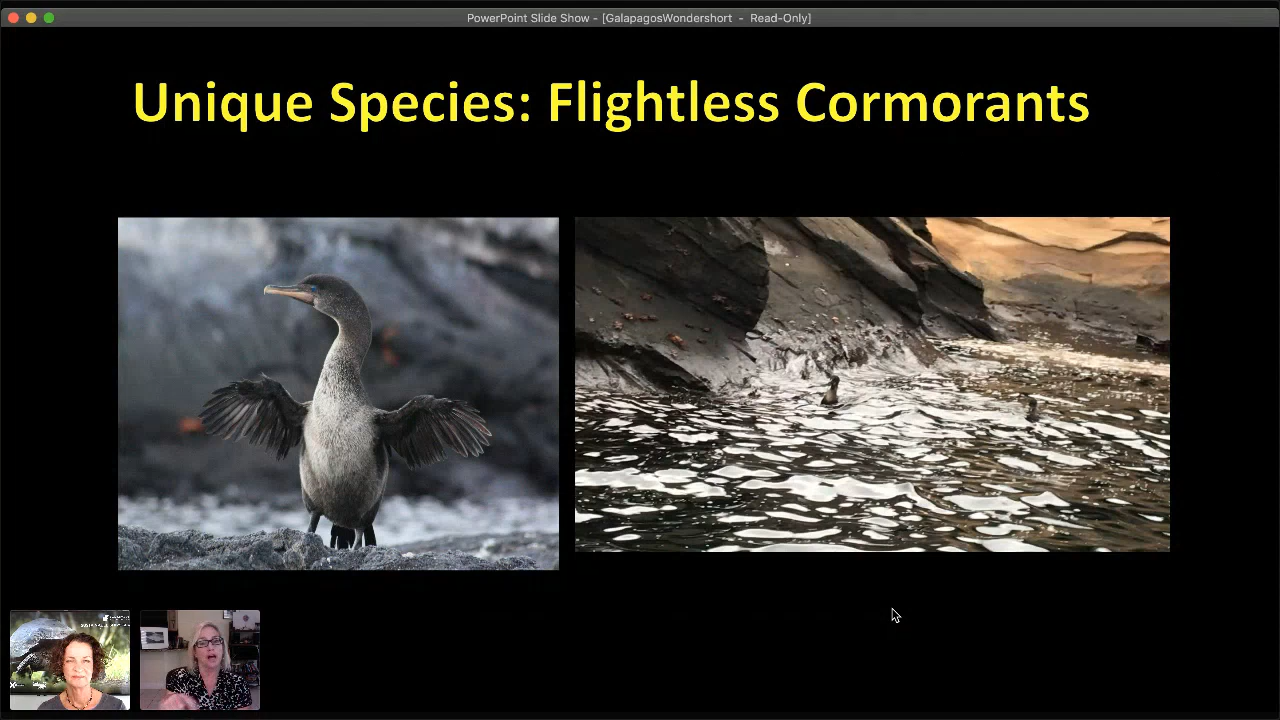 PowerPoint Slide Show - [GalapagosWondershort - Read-Only]
Unique Species: Flightless Cormorants